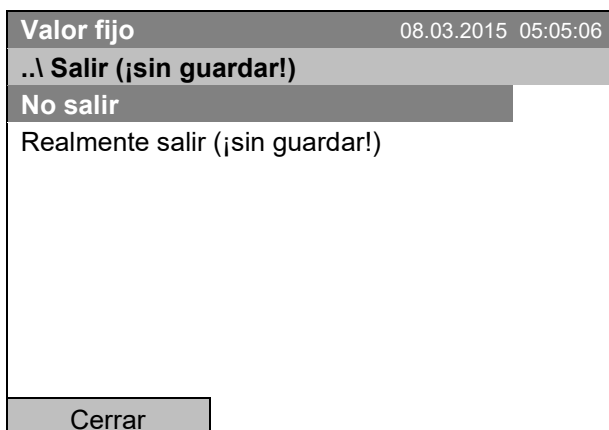 Valor fijo 08.03.2015 05:05:06
..\ Salir (¡sin guardar!)
No salir
Realmente salir (¡sin guardar!)
Cerrar